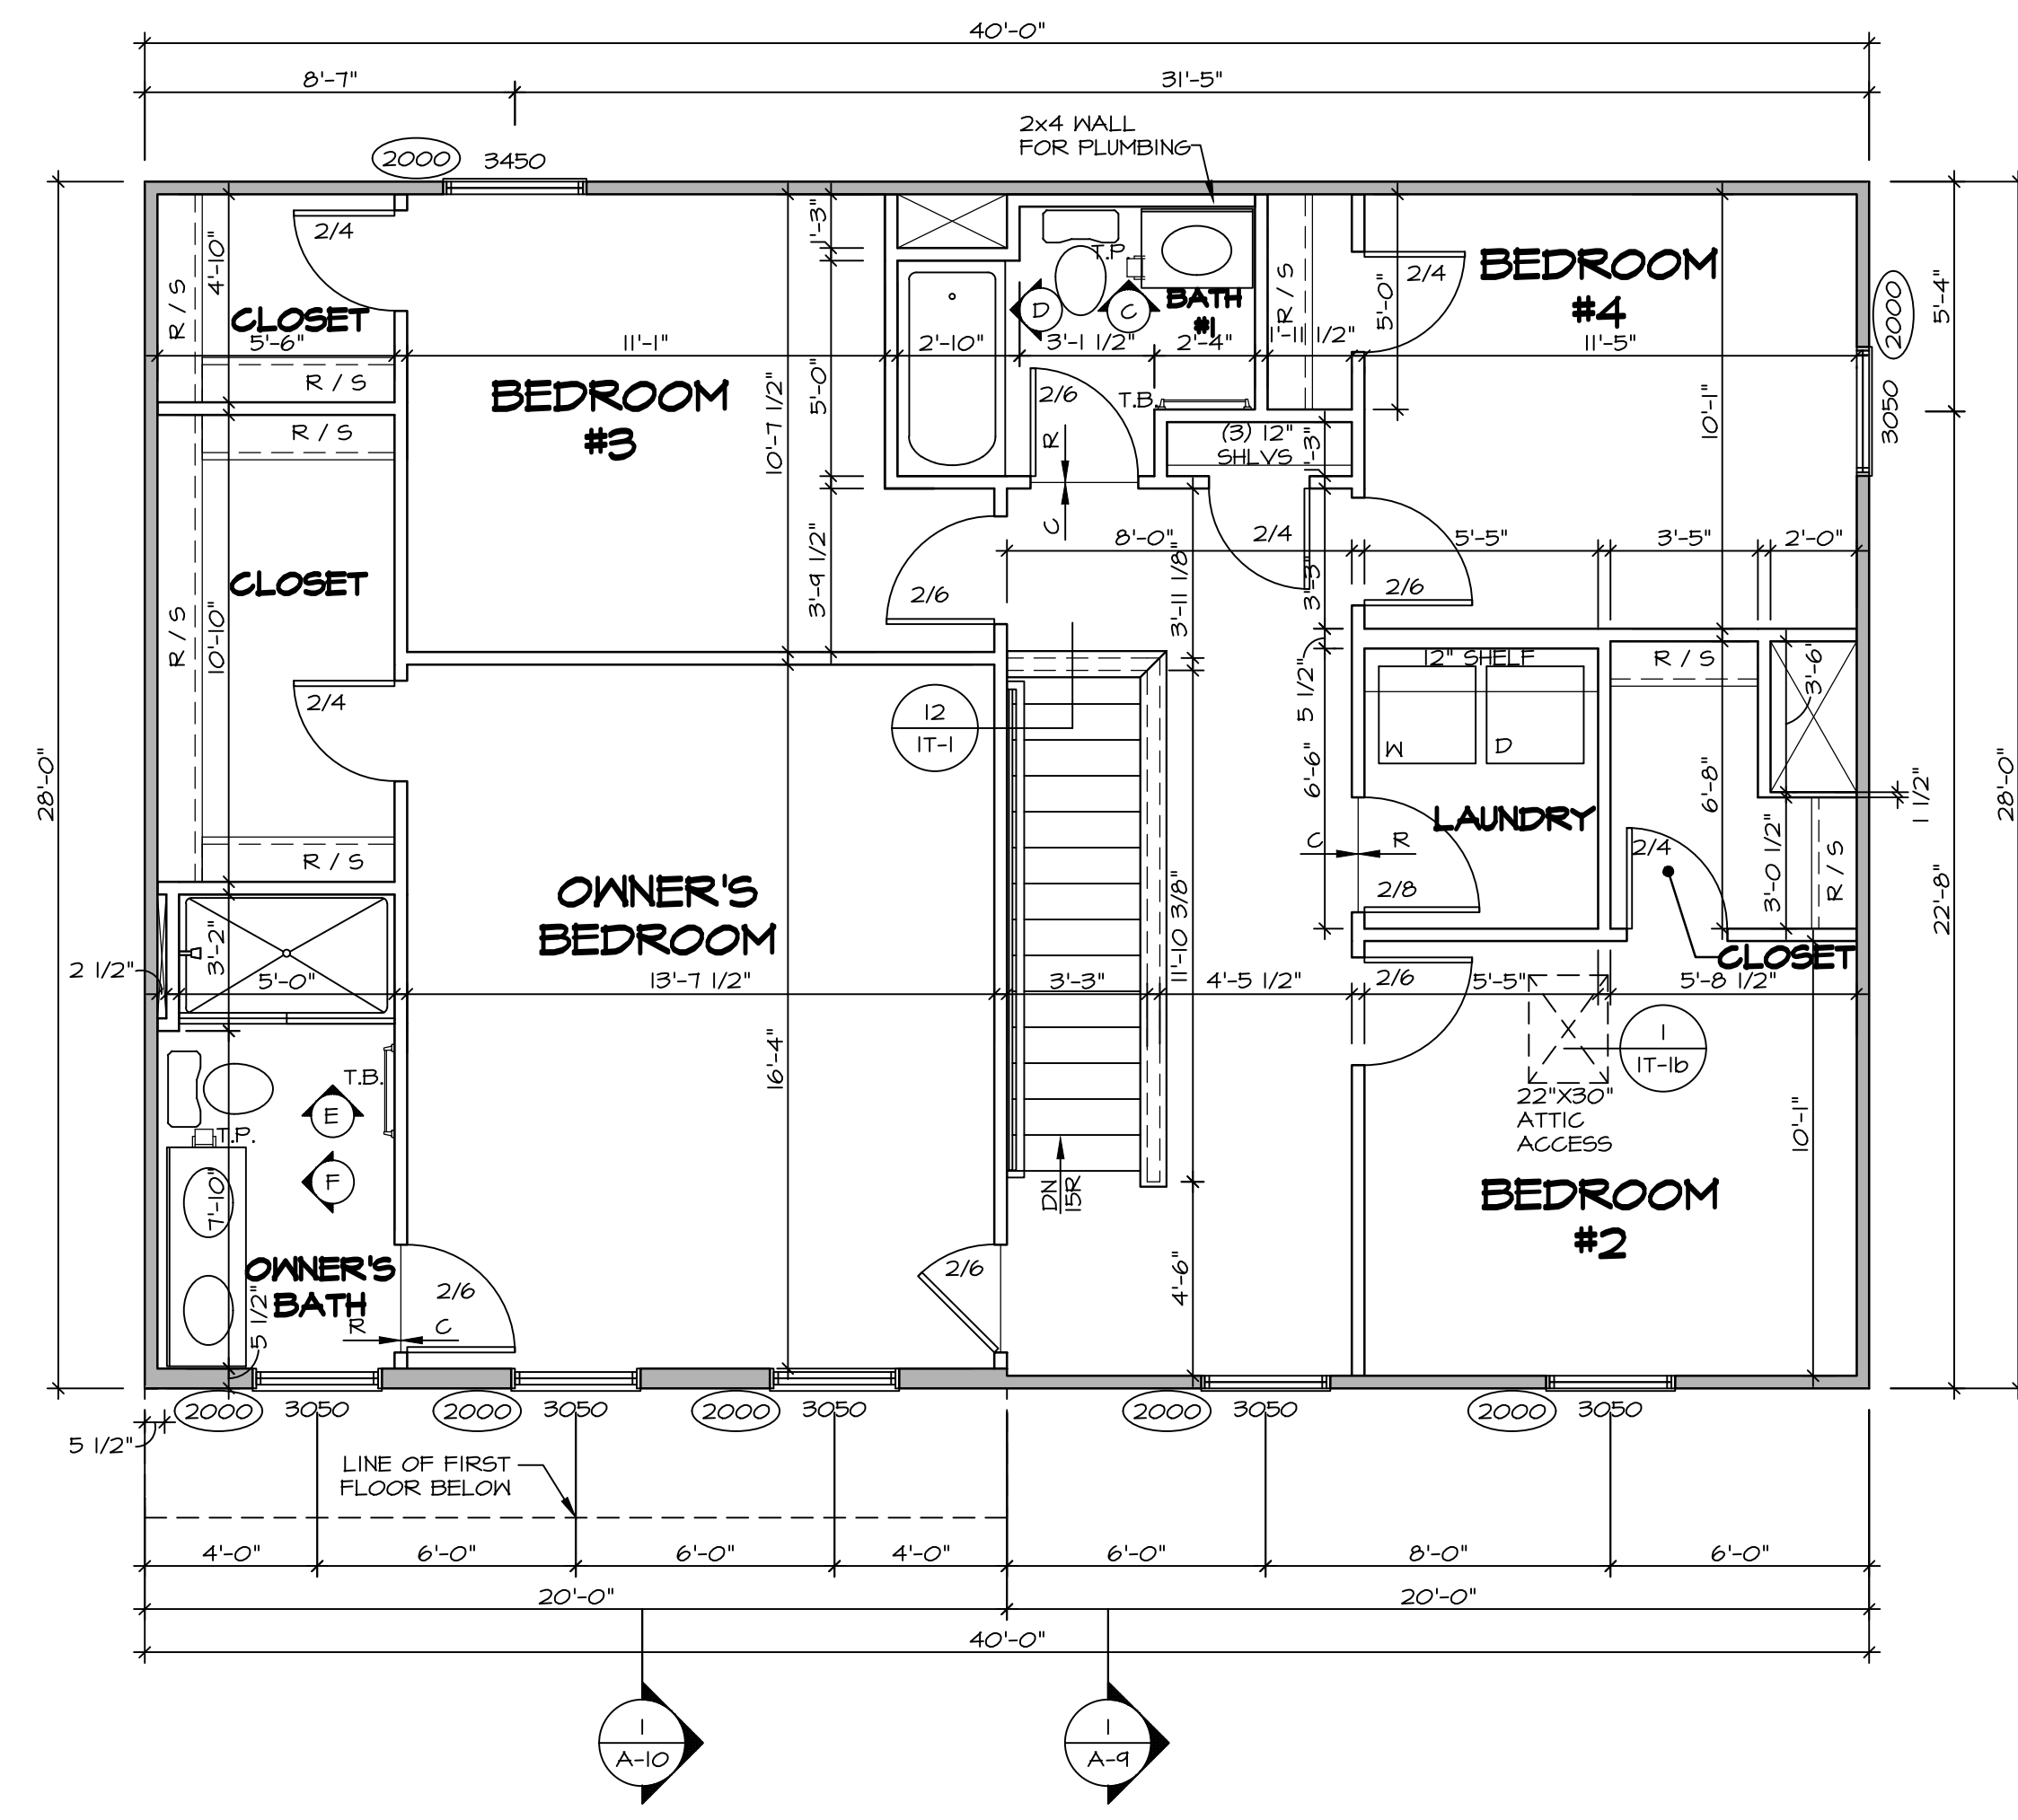 40'-0"
8'-7"
31'-5"
2x4 WALL
FOR PLUMBING
2000
3450
2/4
4'-10"
R / S
CLOSET
5'-6"
R / S
11'-1"
1'-3"
BEDROOM
#3
10'-7 1/2"
5'-0"
2'-10"
T.P.
D
C
BATH
#1
3'-1 1/2"
2'-4"
R / S
1'-11 1/2"
5'-0"
2/4
BEDROOM
#4
11'-5"
2000
3050
5'-4"
10'-1"
R / S
2/6
T.B.
R
C
(3) 12"
SHLVS
1'-3"
CLOSET
R / S
10'-10"
3'-9 1/2"
2/6
8'-0"
2/4
3'-11 1/8"
3'-3"
2/6
5'-5"
3'-5"
2'-0"
2/4
12
1T-1
5 1/2"
12" SHELF
W
D
R / S
3'-6"
28'-0"
6'-6"
LAUNDRY
6'-8"
1 1/2"
28'-0"
R / S
OWNER'S
BEDROOM
C
R
2/8
2/4
3'-0 1/2"
R / S
22'-8"
CLOSET
3'-2"
2 1/2"
5'-0"
13'-7 1/2"
3'-3"
11'-10 3/8"
4'-5 1/2"
2/6
5'-5"
5'-8 1/2"
16'-4"
1
1T-1b
22"X30"
ATTIC
ACCESS
10'-1"
T.B.
E
T.P.
F
7'-10"
DN
15R
BEDROOM
#2
OWNER'S
BATH
5 1/2"
R
C
2/6
2/6
4'-6"
2000
3050
2000
3050
2000
3050
2000
3050
2000
3050
5 1/2"
LINE OF FIRST
FLOOR BELOW
4'-0"
6'-0"
6'-0"
4'-0"
6'-0"
8'-0"
6'-0"
20'-0"
20'-0"
40'-0"
1
A-10
1
A-9